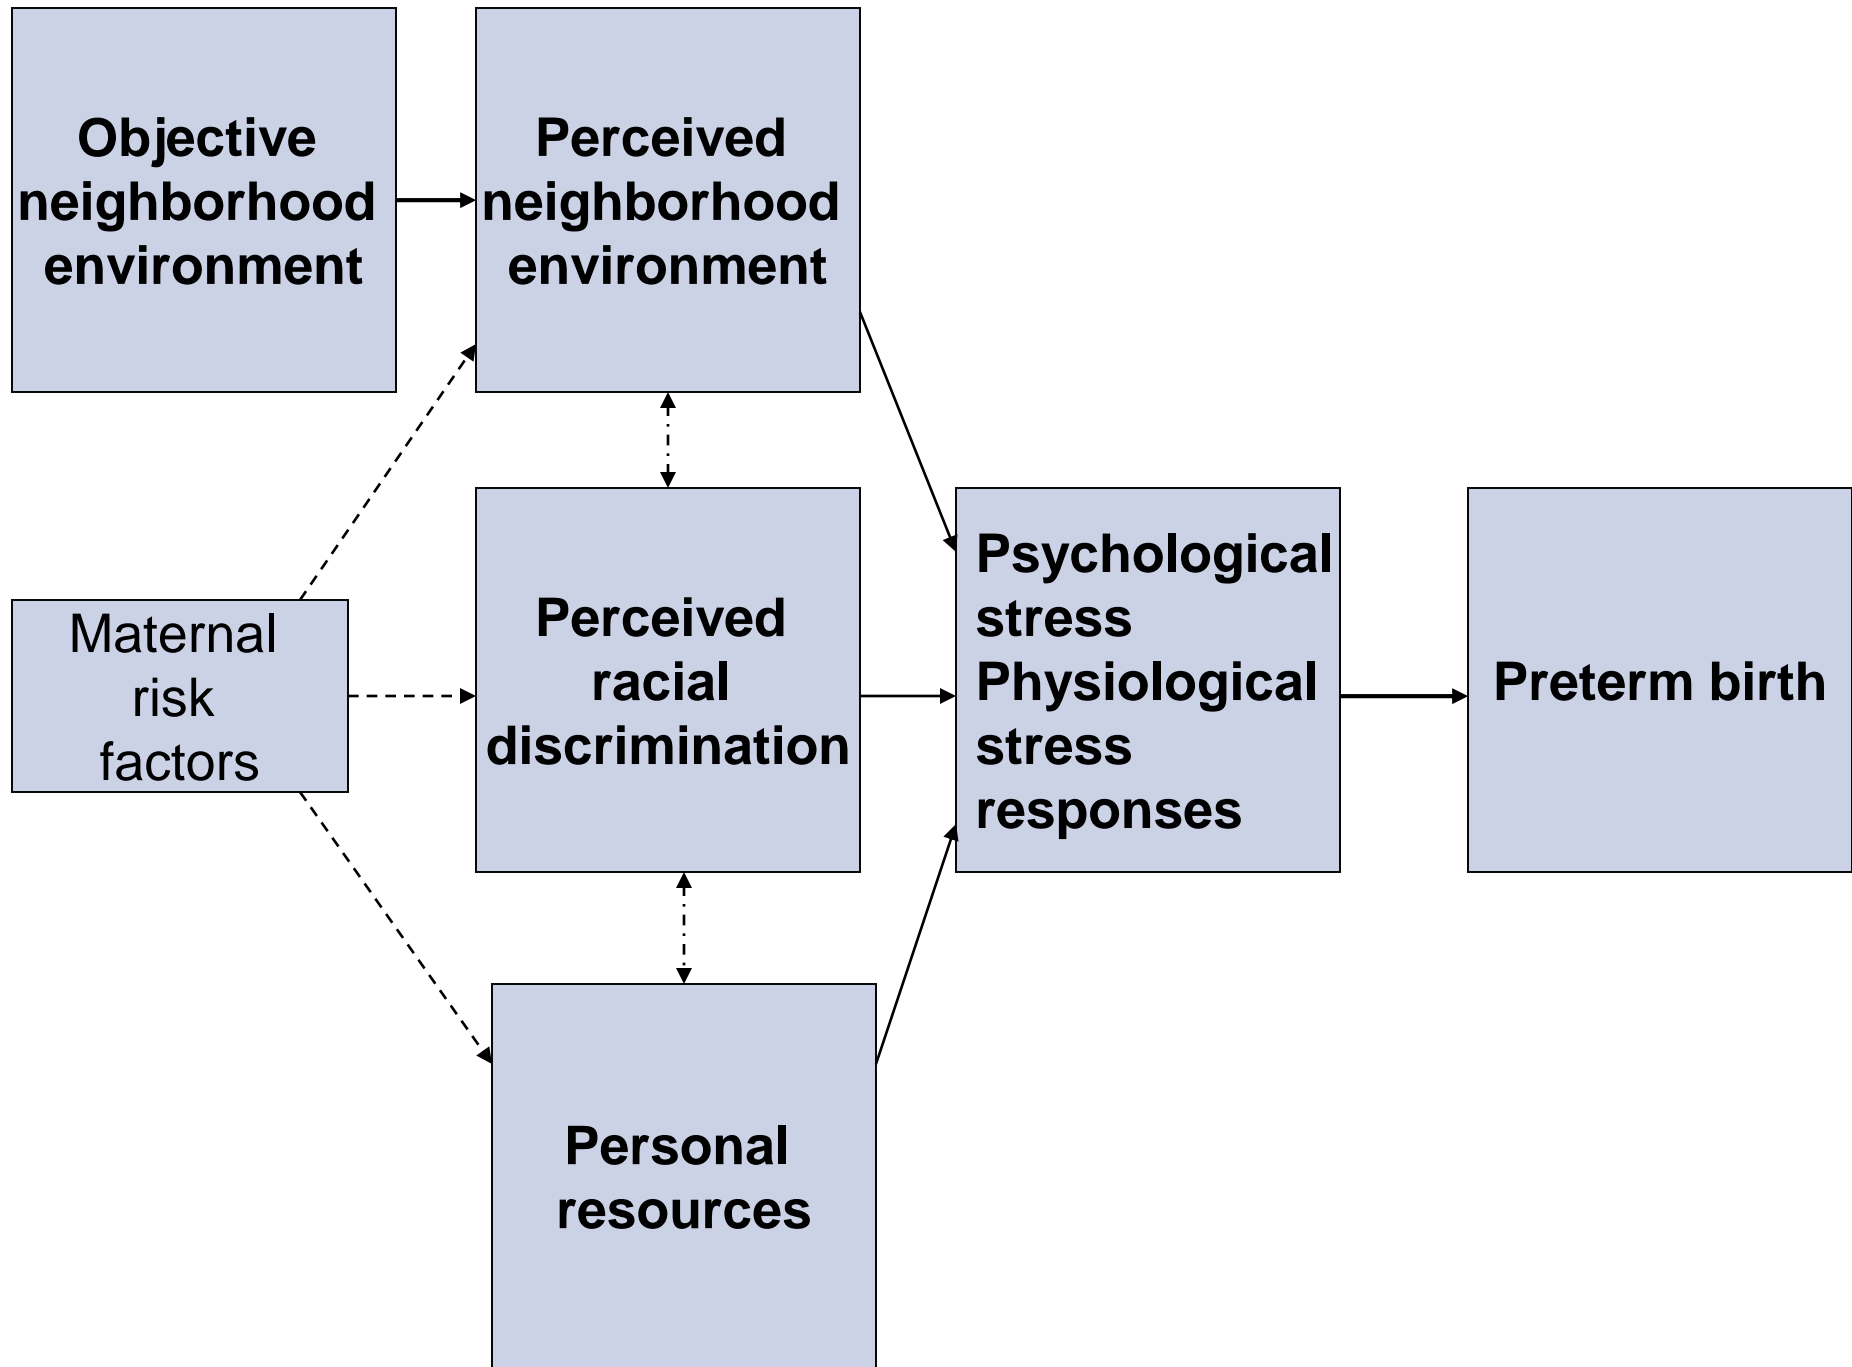 Objective
neighborhood
environment
Perceived
neighborhood
environment
Maternal
risk
factors
Perceived
racial
discrimination
Psychological
stress
Physiological
stress
responses
Preterm birth
Personal
resources